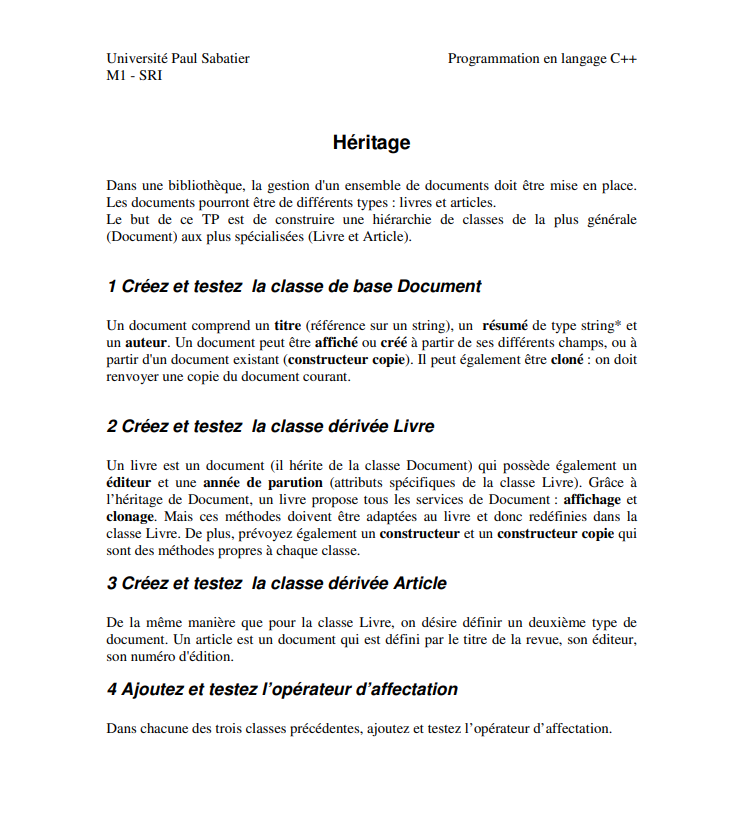 Université Paul Sabatier Programmation en langage C++
M1 - SRI
Héritage
Dans une bibliothèque, la gestion d'un ensemble de documents doit être mise en place.
Les documents pourront être de différents types : livres et articles.
Le but de ce TP est de construire une hiérarchie de classes de la plus générale
(Document) aux plus spécialisées (Livre et Article).
1 Créez et testez la classe de base Document
Un document comprend un titre (référence sur un string), un résumé de type string* et
un auteur. Un document peut être affiché ou créé à partir de ses différents champs, ou à
partir d'un document existant (constructeur copie). Il peut également être cloné : on doit
renvoyer une copie du document courant.
2 Créez et testez la classe dérivée Livre
Un livre est un document (il hérite de la classe Document) qui possède également un
éditeur et une année de parution (attributs spécifiques de la classe Livre). Grâce à
l’héritage de Document, un livre propose tous les services de Document : affichage et
clonage. Mais ces méthodes doivent être adaptées au livre et donc redéfinies dans la
classe Livre. De plus, prévoyez également un constructeur et un constructeur copie qui
sont des méthodes propres à chaque classe.
3 Créez et testez la classe dérivée Article
De la même manière que pour la classe Livre, on désire définir un deuxième type de
document. Un article est un document qui est défini par le titre de la revue, son éditeur,
son numéro d'édition.
4 Ajoutez et testez l’opérateur d’affectation
Dans chacune des trois classes précédentes, ajoutez et testez l’opérateur d’affectation.